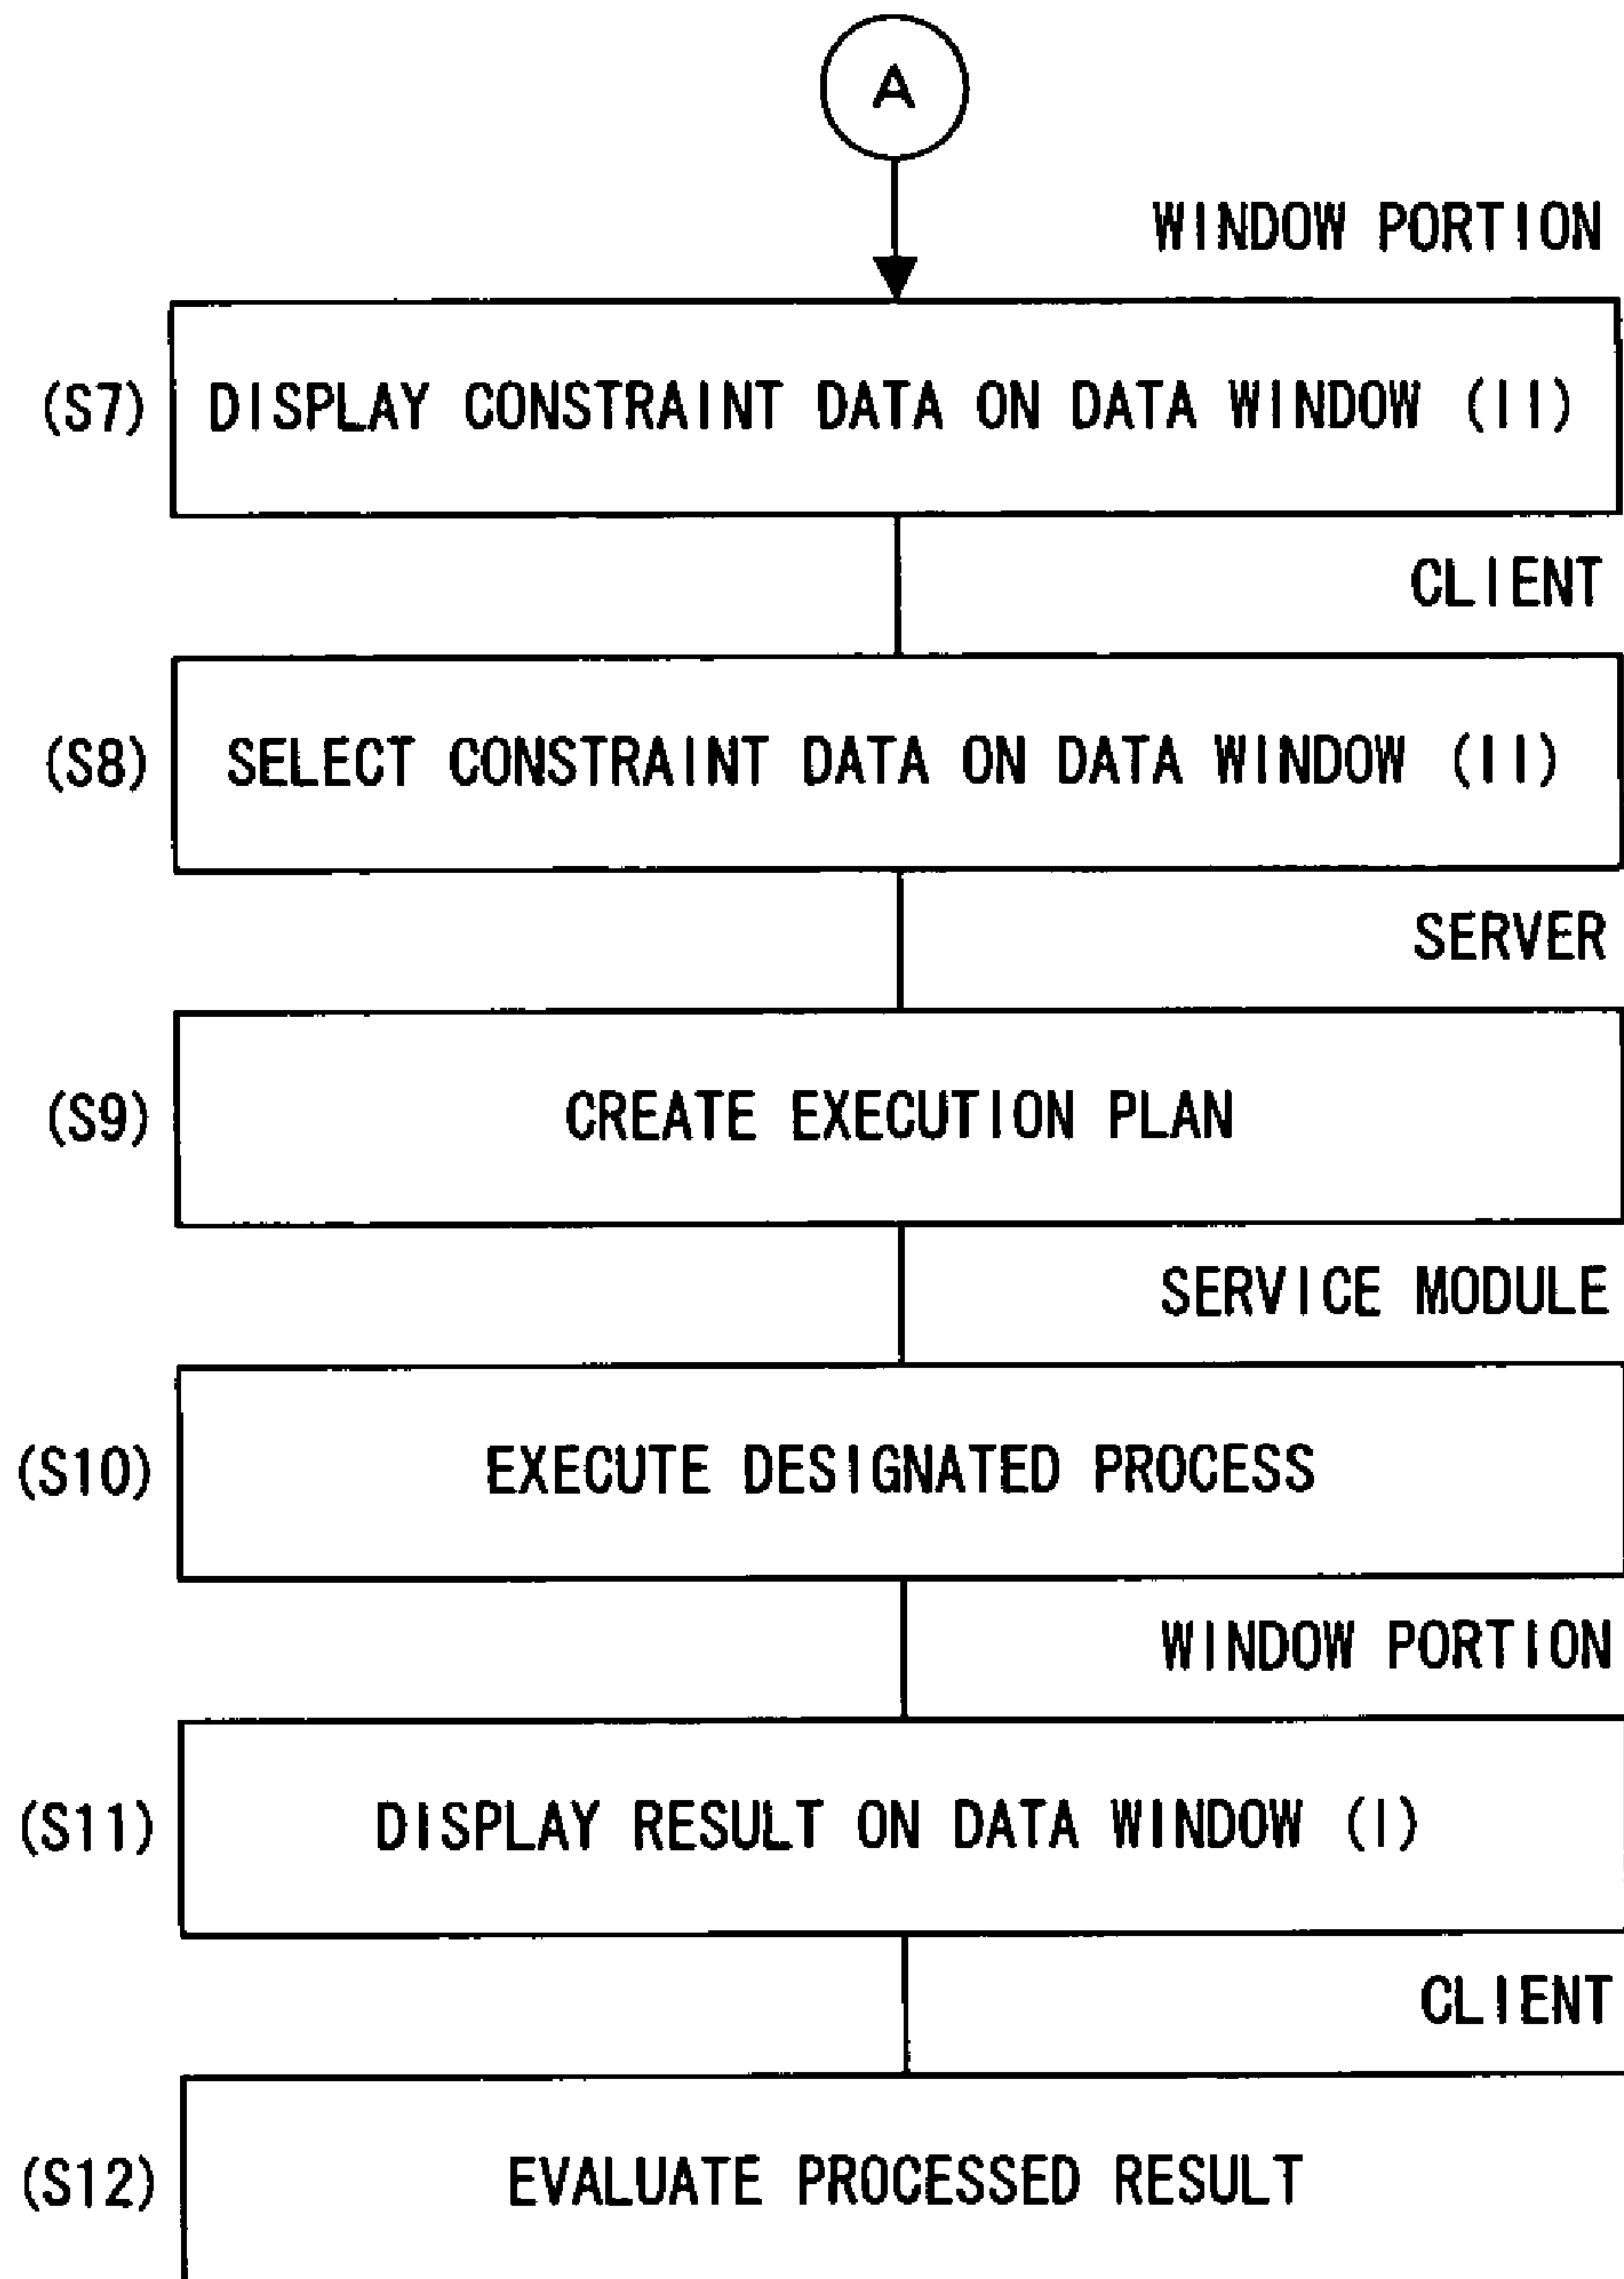 A
WINDOW PORTION
(S7) DISPLAY CONSTRAINT DATA ON DATA WINDOW (II)
CLIENT
(S8) SELECT CONSTRAINT DATA ON DATA WINDOW (II)
SERVER
(S9) CREATE EXECUTION PLAN
SERVICE MODULE
(S10) EXECUTE DESIGNATED PROCESS
WINDOW PORTION
(S11) DISPLAY RESULT ON DATA WINDOW (I)
CLIENT
(S12) EVALUATE PROCESSED RESULT